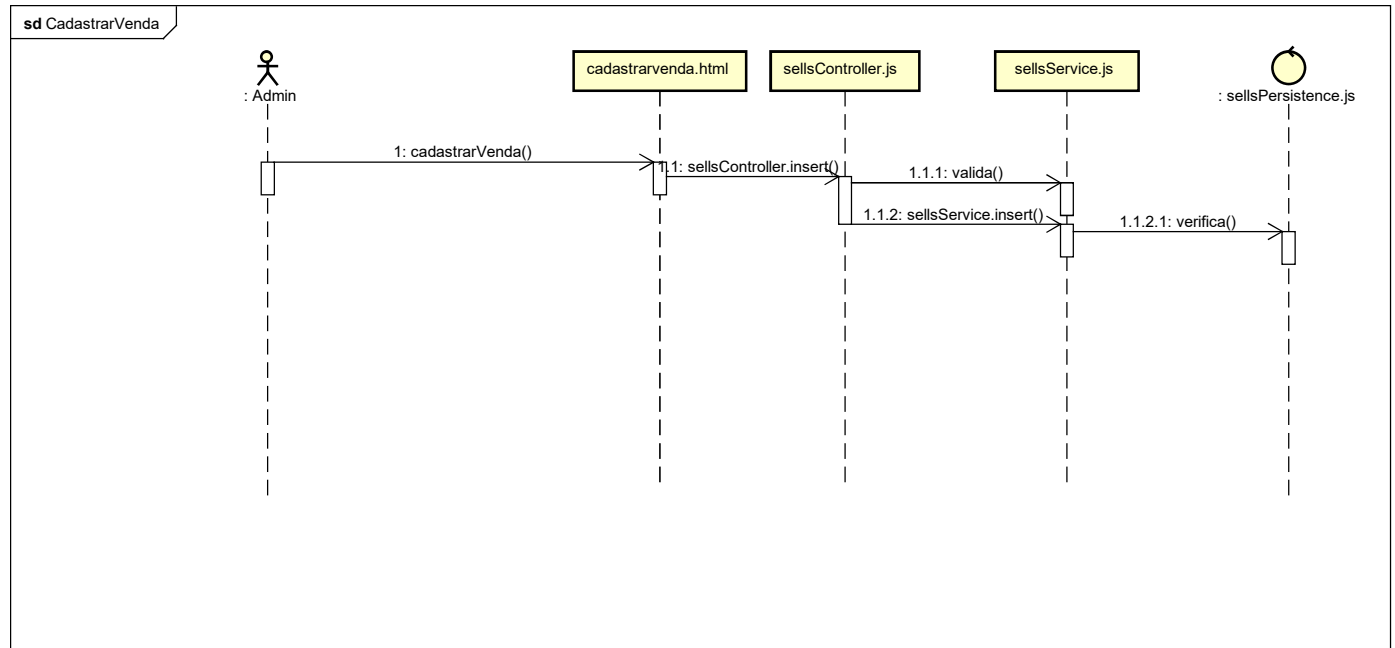 sd CadastrarVenda
: Admin
cadastrarvenda.html
sellsController.js
sellsService.js
: sellsPersistence.js
1: cadastrarVenda()
1.1: sellsController.insert()
1.1.1: valida()
1.1.2: sellsService.insert()
1.1.2.1: verifica()